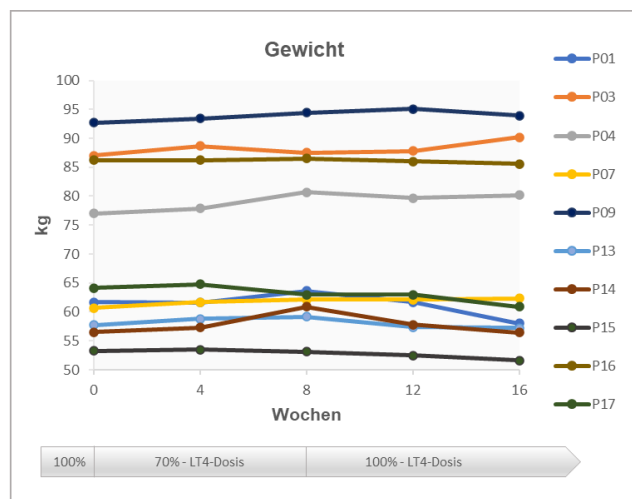 Gewicht
100
95
90
85
80
75
70
65
60
55
50
kg
0 4 8 12 16
Wochen
P01
P03
P04
P07
P09
P13
P14
P15
P16
P17
100% 70% - LT4-Dosis 100% - LT4-Dosis